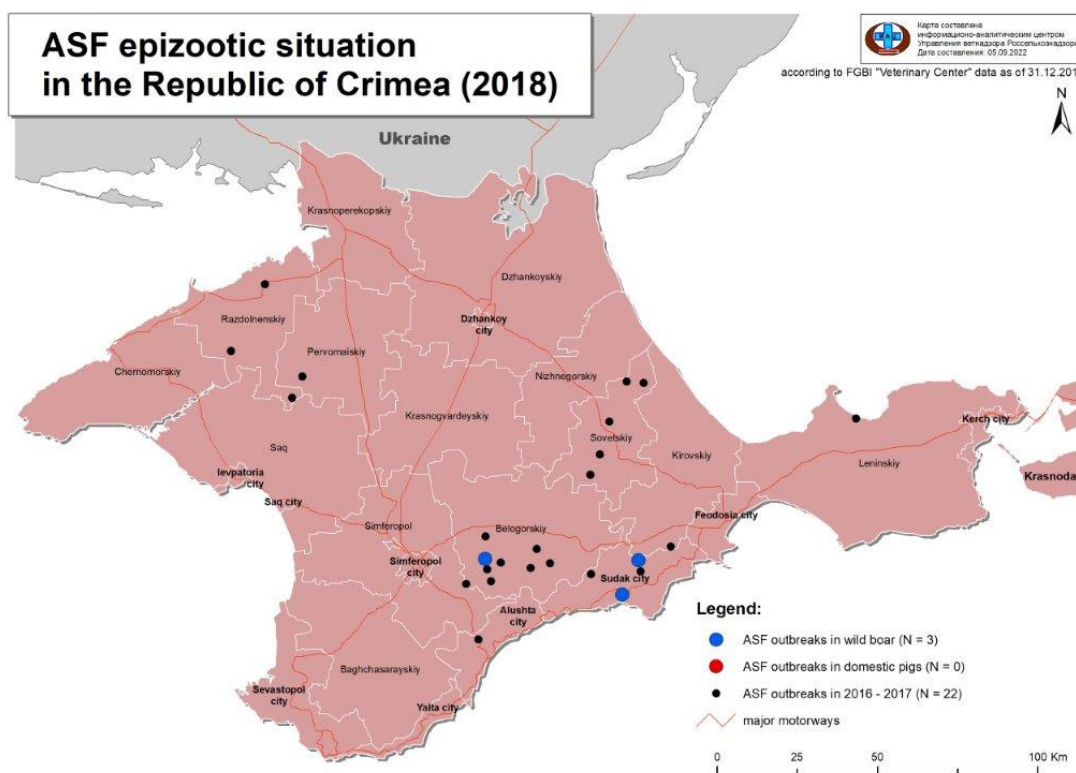 ASF epizootic situation
in the Republic of Crimea (2018)
Карта составлена
информационо-аналитическим центром
Управления ветнадзора Россельхознадзора
Дата составления: 05.09.2022
according to FGBI "Veterinary Center" data as of 31.12.201
N
Ukraine
Krasnoperekopskiy
Dzhankoyskiy
Razdolnenskiy
Dzhankoy
city
Pervomaiskiy
Chernomorskiy
Nizhnegorskiy
Krasnogvardeyskiy
Kerch city
Sovetskiy
Saq
Kirovskiy
Leninskiy
Ievpatoria
city
Krasnoda
Saq city
Feodosia city
Simferopol
Belogorskiy
Simferopol
city
Sudak city
Alushta
city
Baghchasarayskiy
Sevastopol
city
Yalta city
Legend:
ASF outbreaks in wild boar (N = 3)
ASF outbreaks in domestic pigs (N = 0)
ASF outbreaks in 2016 - 2017 (N = 22)
major motorways
0 25 50 100 Km